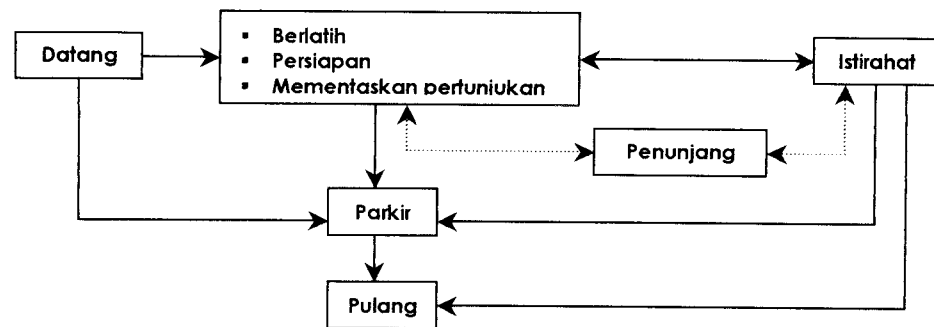 Datang
▪ Berlatih
▪ Persiapan
▪ Mementaskan pertunjukan
Istirahat
Penunjang
Parkir
Pulang